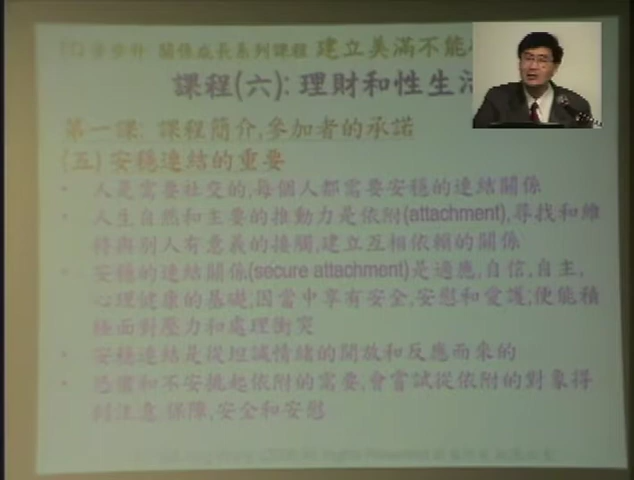 關係成長系列課程 建立美滿不能
課程(六): 理財和性生活
第一課: 課程簡介,參加者的承諾
(五) 安穩連結的重要
• 人是需要社交的,每個人都需要安穩的連結關係
• 人生自然和主要的推動力是依附(attachment),尋找和維
修與別人有意義的接觸,建立互相依賴的關係
• 安穩的連結關係(secure attachment)是適應,自信,自主,
心理健康的基礎,因當中享有安全,安慰和愛護,便能積
極面對壓力和處理衝突
• 安穩連結是從坦誠情緒的開放和反應而來的
• 恐懼和不安挑起依附的需要,會嘗試從依附的對象得
到注意,保障,安全和安慰